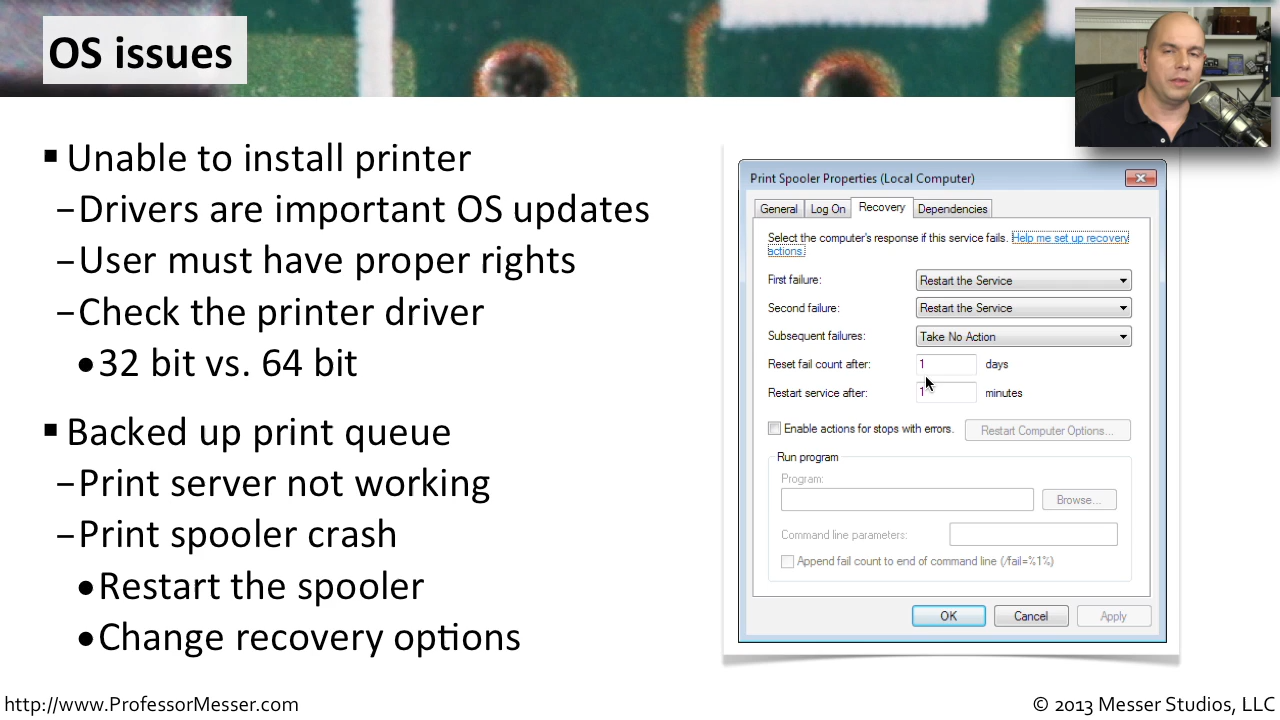 OS issues
▪ Unable to install printer
–Drivers are important OS updates
–User must have proper rights
–Check the printer driver
•32 bit vs. 64 bit
▪ Backed up print queue
–Print server not working
–Print spooler crash
•Restart the spooler
•Change recovery options
Print Spooler Properties (Local Computer)
General Log On Recovery Dependencies
Select the computer's response if this service fails. Help me set up recovery
actions.
First failure: Restart the Service
Second failure: Restart the Service
Subsequent failures: Take No Action
Reset fail count after: 1 days
Restart service after: 1 minutes
Enable actions for stops with errors. Restart Computer Options...
Run program
Program:
Browse...
Command line parameters:
Append fail count to end of command line (/fail=%1%)
OK Cancel Apply
http://www.ProfessorMesser.com
© 2013 Messer Studios, LLC